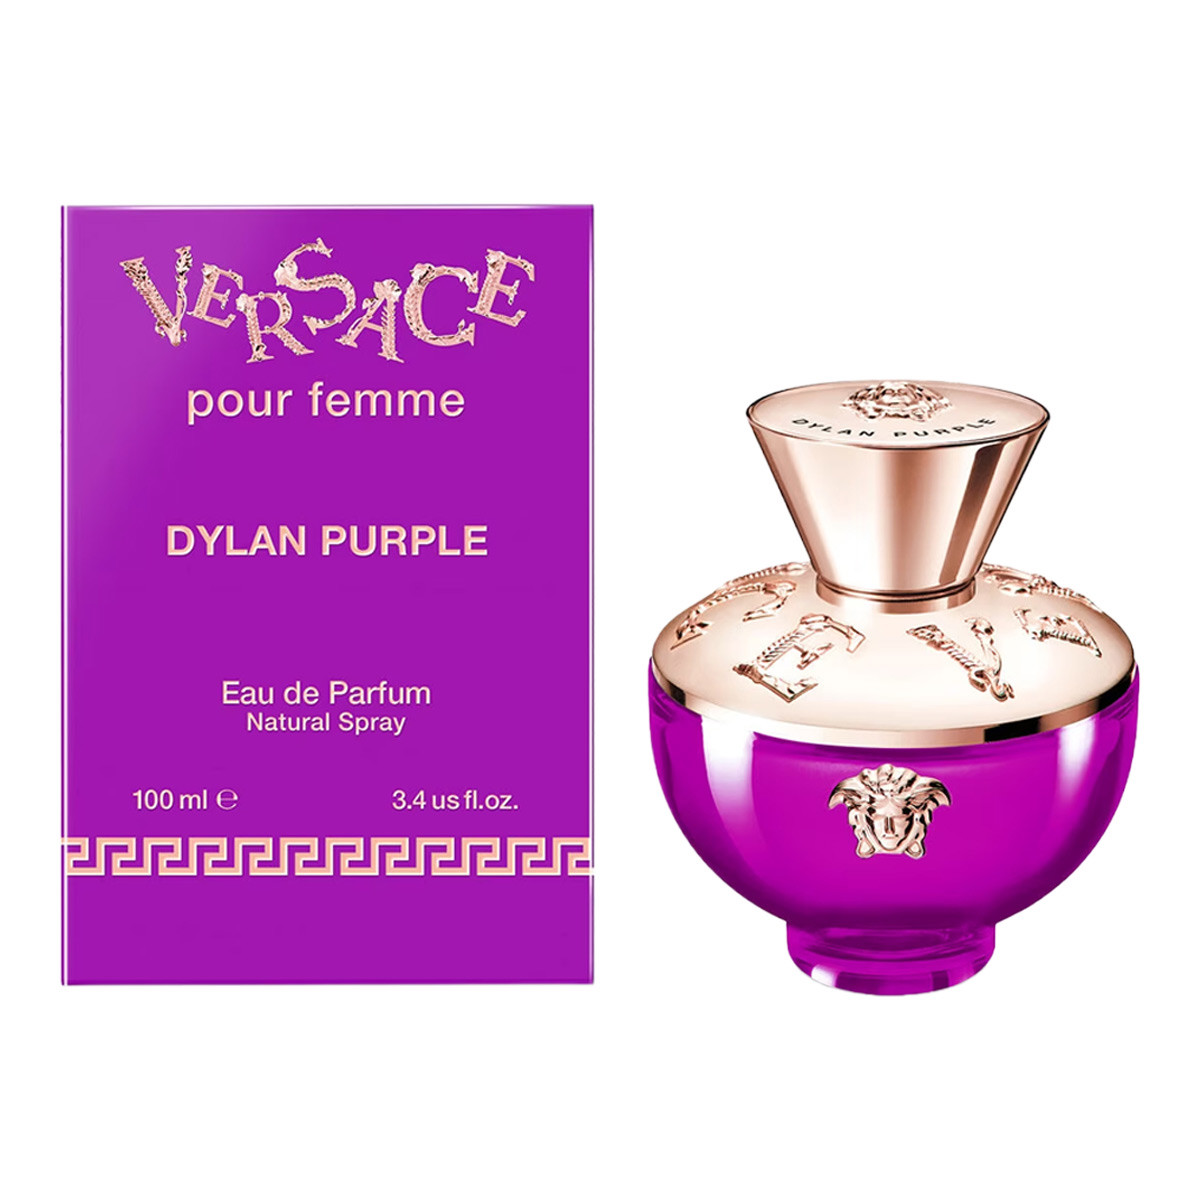 VERSACE
pour femme
DYLAN PURPLE
Eau de Parfum
Natural Spray
100 ml ℮
3.4 us fl.oz.
DYLAN PURPLE